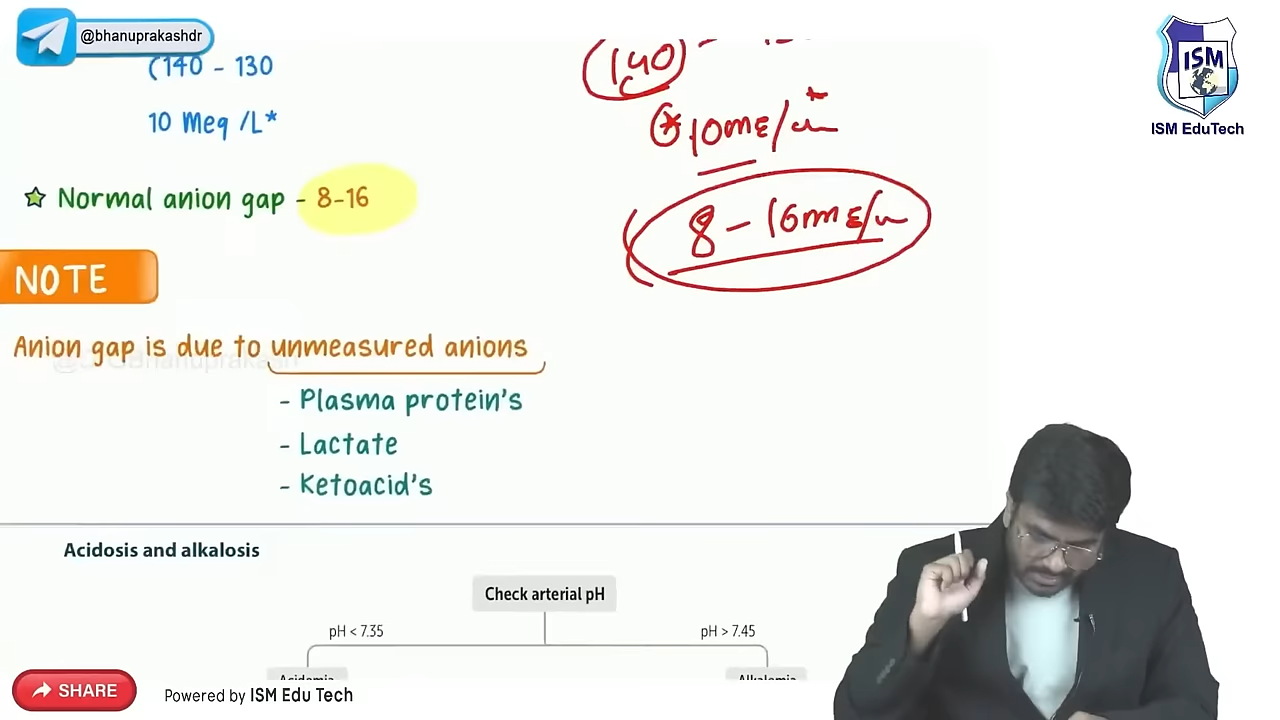 @bhanuprakashdr
(140 - 130
10 Meq /L*
Normal anion gap - 8-16
NOTE
Anion gap is due to unmeasured anions
- Plasma protein's
- Lactate
- Ketoacid's
140
8 - 16
ISM
ISM EduTech
Acidosis and alkalosis
Check arterial pH
pH < 7.35
pH > 7.45
SHARE
Powered by ISM Edu Tech